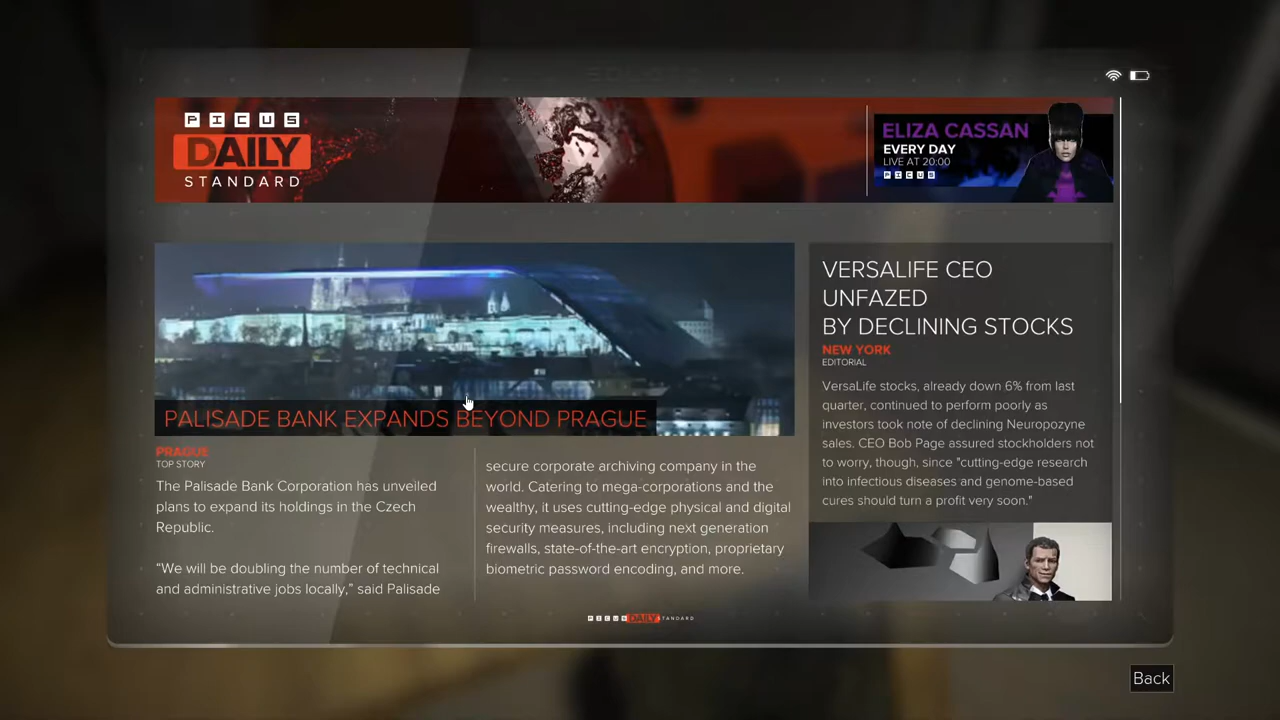 PICUS
DAILY
STANDARD
ELIZA CASSAN
EVERY DAY
LIVE AT 20:00
PICUS
PALISADE BANK EXPANDS BEYOND PRAGUE
PRAGUE
TOP STORY
The Palisade Bank Corporation has unveiled
plans to expand its holdings in the Czech
Republic.
“We will be doubling the number of technical
and administrative jobs locally,” said Palisade
secure corporate archiving company in the
world. Catering to mega-corporations and the
wealthy, it uses cutting-edge physical and digital
security measures, including next generation
firewalls, state-of-the-art encryption, proprietary
biometric password encoding, and more.
VERSALIFE CEO
UNFAZED
BY DECLINING STOCKS
NEW YORK
EDITORIAL
VersaLife stocks, already down 6% from last
quarter, continued to perform poorly as
investors took note of declining Neuropozyne
sales. CEO Bob Page assured stockholders not
to worry, though, since "cutting-edge research
into infectious diseases and genome-based
cures should turn a profit very soon."
PICUS DAILY STANDARD
Back